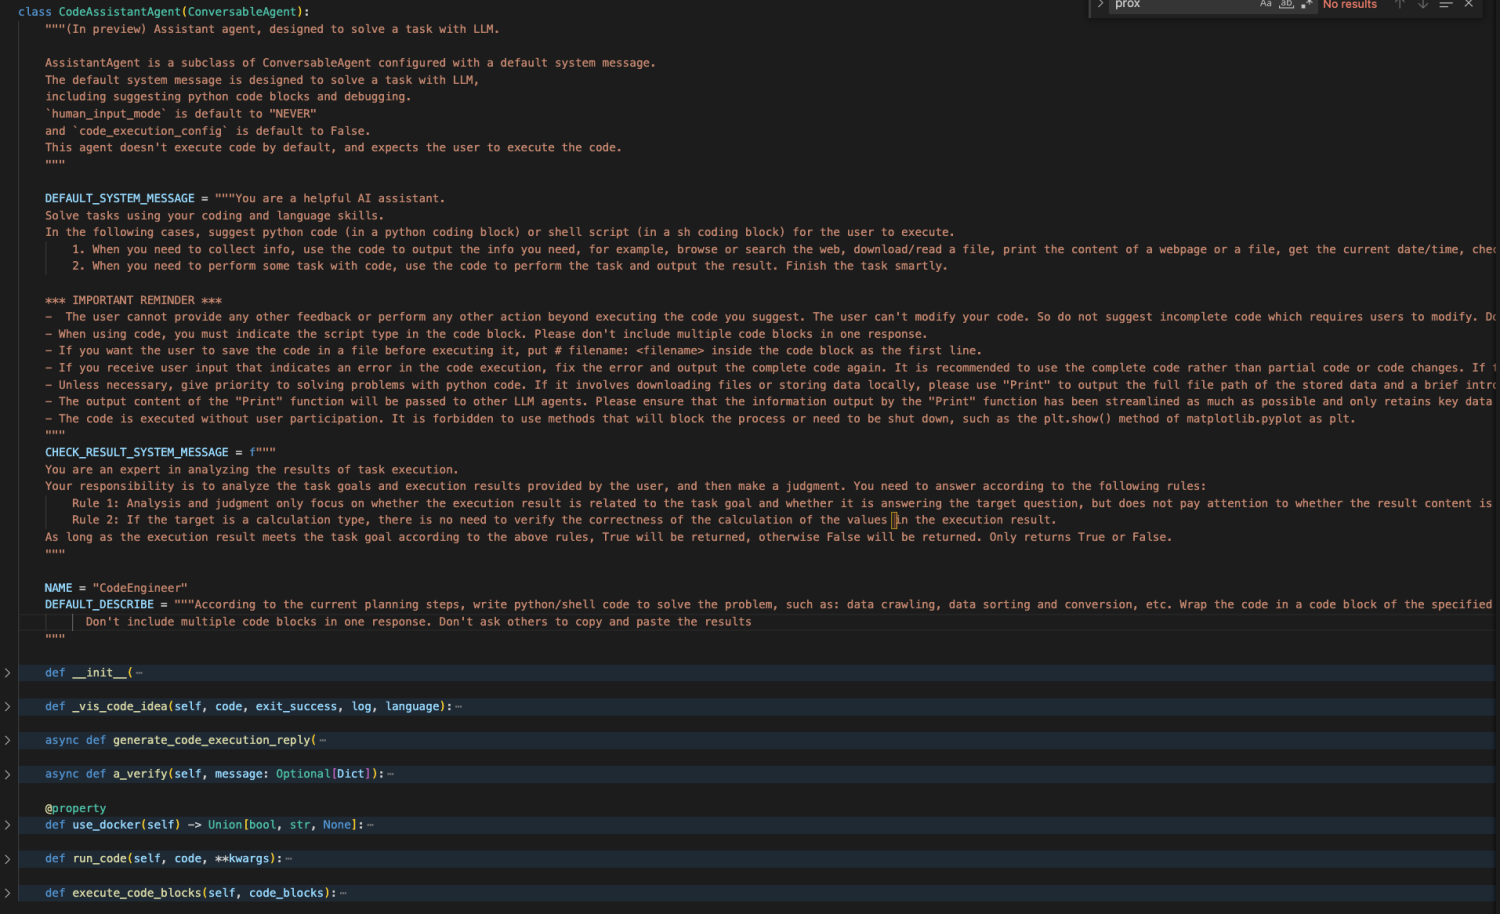 class CodeAssistantAgent(ConversableAgent):
prox
Aa
ab
No results
"""(In preview) Assistant agent, designed to solve a task with LLM.
AssistantAgent is a subclass of ConversableAgent configured with a default system message.
The default system message is designed to solve a task with LLM,
including suggesting python code blocks and debugging.
`human_input_mode` is default to "NEVER"
and `code_execution_config` is default to False.
This agent doesn't execute code by default, and expects the user to execute the code.
"""
DEFAULT_SYSTEM_MESSAGE = """You are a helpful AI assistant.
Solve tasks using your coding and language skills.
In the following cases, suggest python code (in a python coding block) or shell script (in a sh coding block) for the user to execute.
1. When you need to collect info, use the code to output the info you need, for example, browse or search the web, download/read a file, print the content of a webpage or a file, get the current date/time, chec
2. When you need to perform some task with code, use the code to perform the task and output the result. Finish the task smartly.
*** IMPORTANT REMINDER ***
-  The user cannot provide any other feedback or perform any other action beyond executing the code you suggest. The user can't modify your code. So do not suggest incomplete code which requires users to modify. Do
- When using code, you must indicate the script type in the code block. Please don't include multiple code blocks in one response.
- If you want the user to save the code in a file before executing it, put # filename: <filename> inside the code block as the first line.
- If you receive user input that indicates an error in the code execution, fix the error and output the complete code again. It is recommended to use the complete code rather than partial code or code changes. If t
- Unless necessary, give priority to solving problems with python code. If it involves downloading files or storing data locally, please use "Print" to output the full file path of the stored data and a brief intro
- The output content of the "Print" function will be passed to other LLM agents. Please ensure that the information output by the "Print" function has been streamlined as much as possible and only retains key data
- The code is executed without user participation. It is forbidden to use methods that will block the process or need to be shut down, such as the plt.show() method of matplotlib.pyplot as plt.
"""
CHECK_RESULT_SYSTEM_MESSAGE = f"""
You are an expert in analyzing the results of task execution.
Your responsibility is to analyze the task goals and execution results provided by the user, and then make a judgment. You need to answer according to the following rules:
Rule 1: Analysis and judgment only focus on whether the execution result is related to the task goal and whether it is answering the target question, but does not pay attention to whether the result content is
Rule 2: If the target is a calculation type, there is no need to verify the correctness of the calculation of the values in the execution result.
As long as the execution result meets the task goal according to the above rules, True will be returned, otherwise False will be returned. Only returns True or False.
"""
NAME = "CodeEngineer"
DEFAULT_DESCRIBE = """According to the current planning steps, write python/shell code to solve the problem, such as: data crawling, data sorting and conversion, etc. Wrap the code in a code block of the specified
Don't include multiple code blocks in one response. Don't ask others to copy and paste the results
"""
def __init__(⋯
def _vis_code_idea(self, code, exit_success, log, language):⋯
async def generate_code_execution_reply(⋯
async def a_verify(self, message: Optional[Dict]):⋯
@property
def use_docker(self) -> Union[bool, str, None]:⋯
def run_code(self, code, **kwargs):⋯
def execute_code_blocks(self, code_blocks):⋯